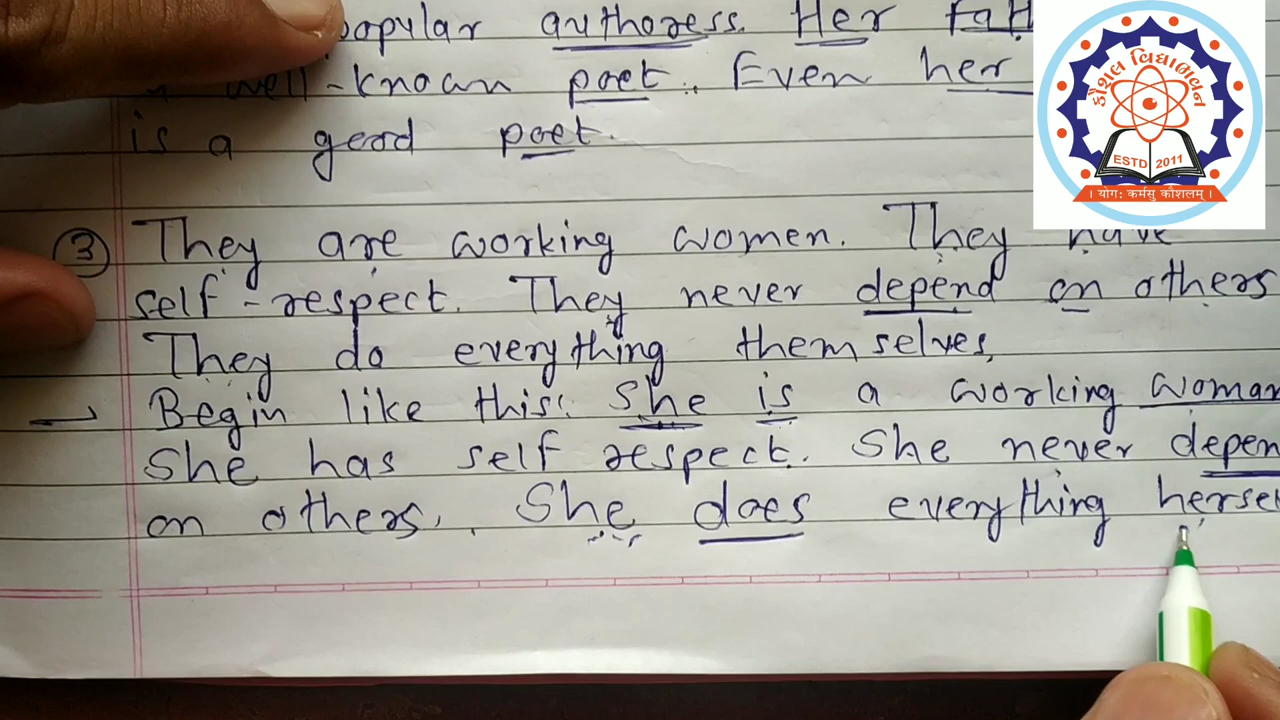 popular authoress. Her
well-known poet. Even her
is a good poet.
③ They are working women. They have
self-respect. They never depend on others
They do everything themselves,
→ Begin like this: She is a working woman
She has self respect. She never depen
on others. She does everything hersel
કૌશલ વિદ્યાભવન
ESTD 2011
। योगः कर्मसु कौशलम् ।